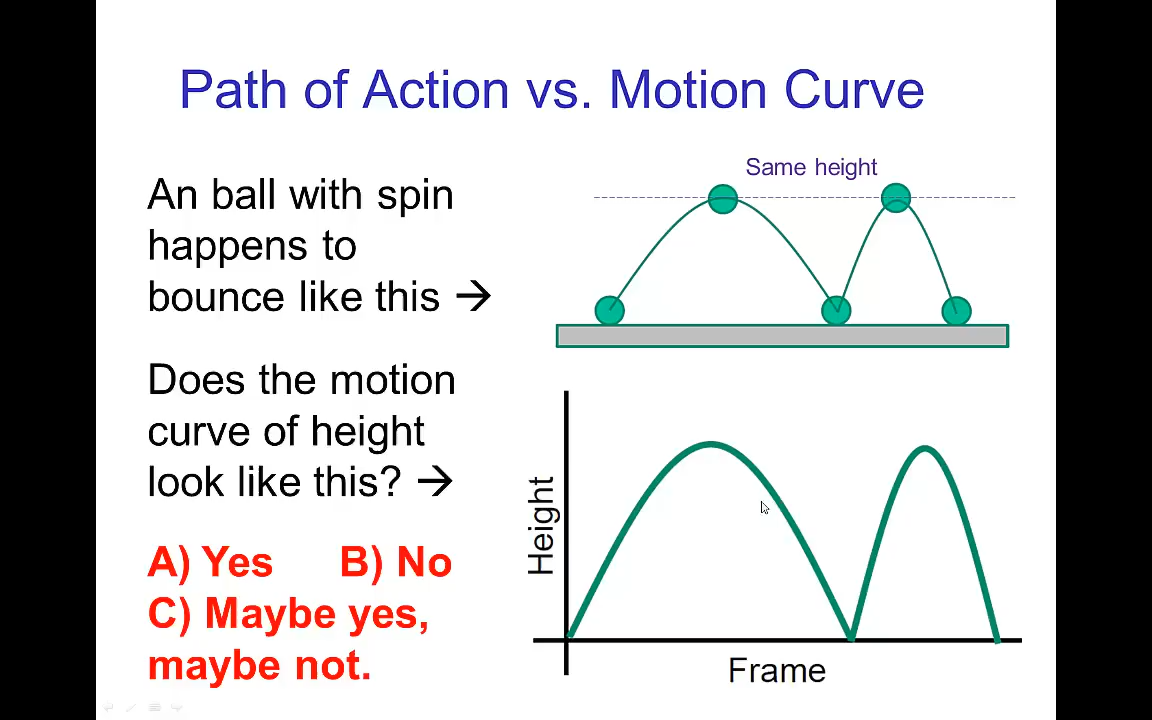 Path of Action vs. Motion Curve
An ball with spin
happens to
bounce like this →
Does the motion
curve of height
look like this? →
A) Yes B) No
C) Maybe yes,
maybe not.
Same height
Height
Frame